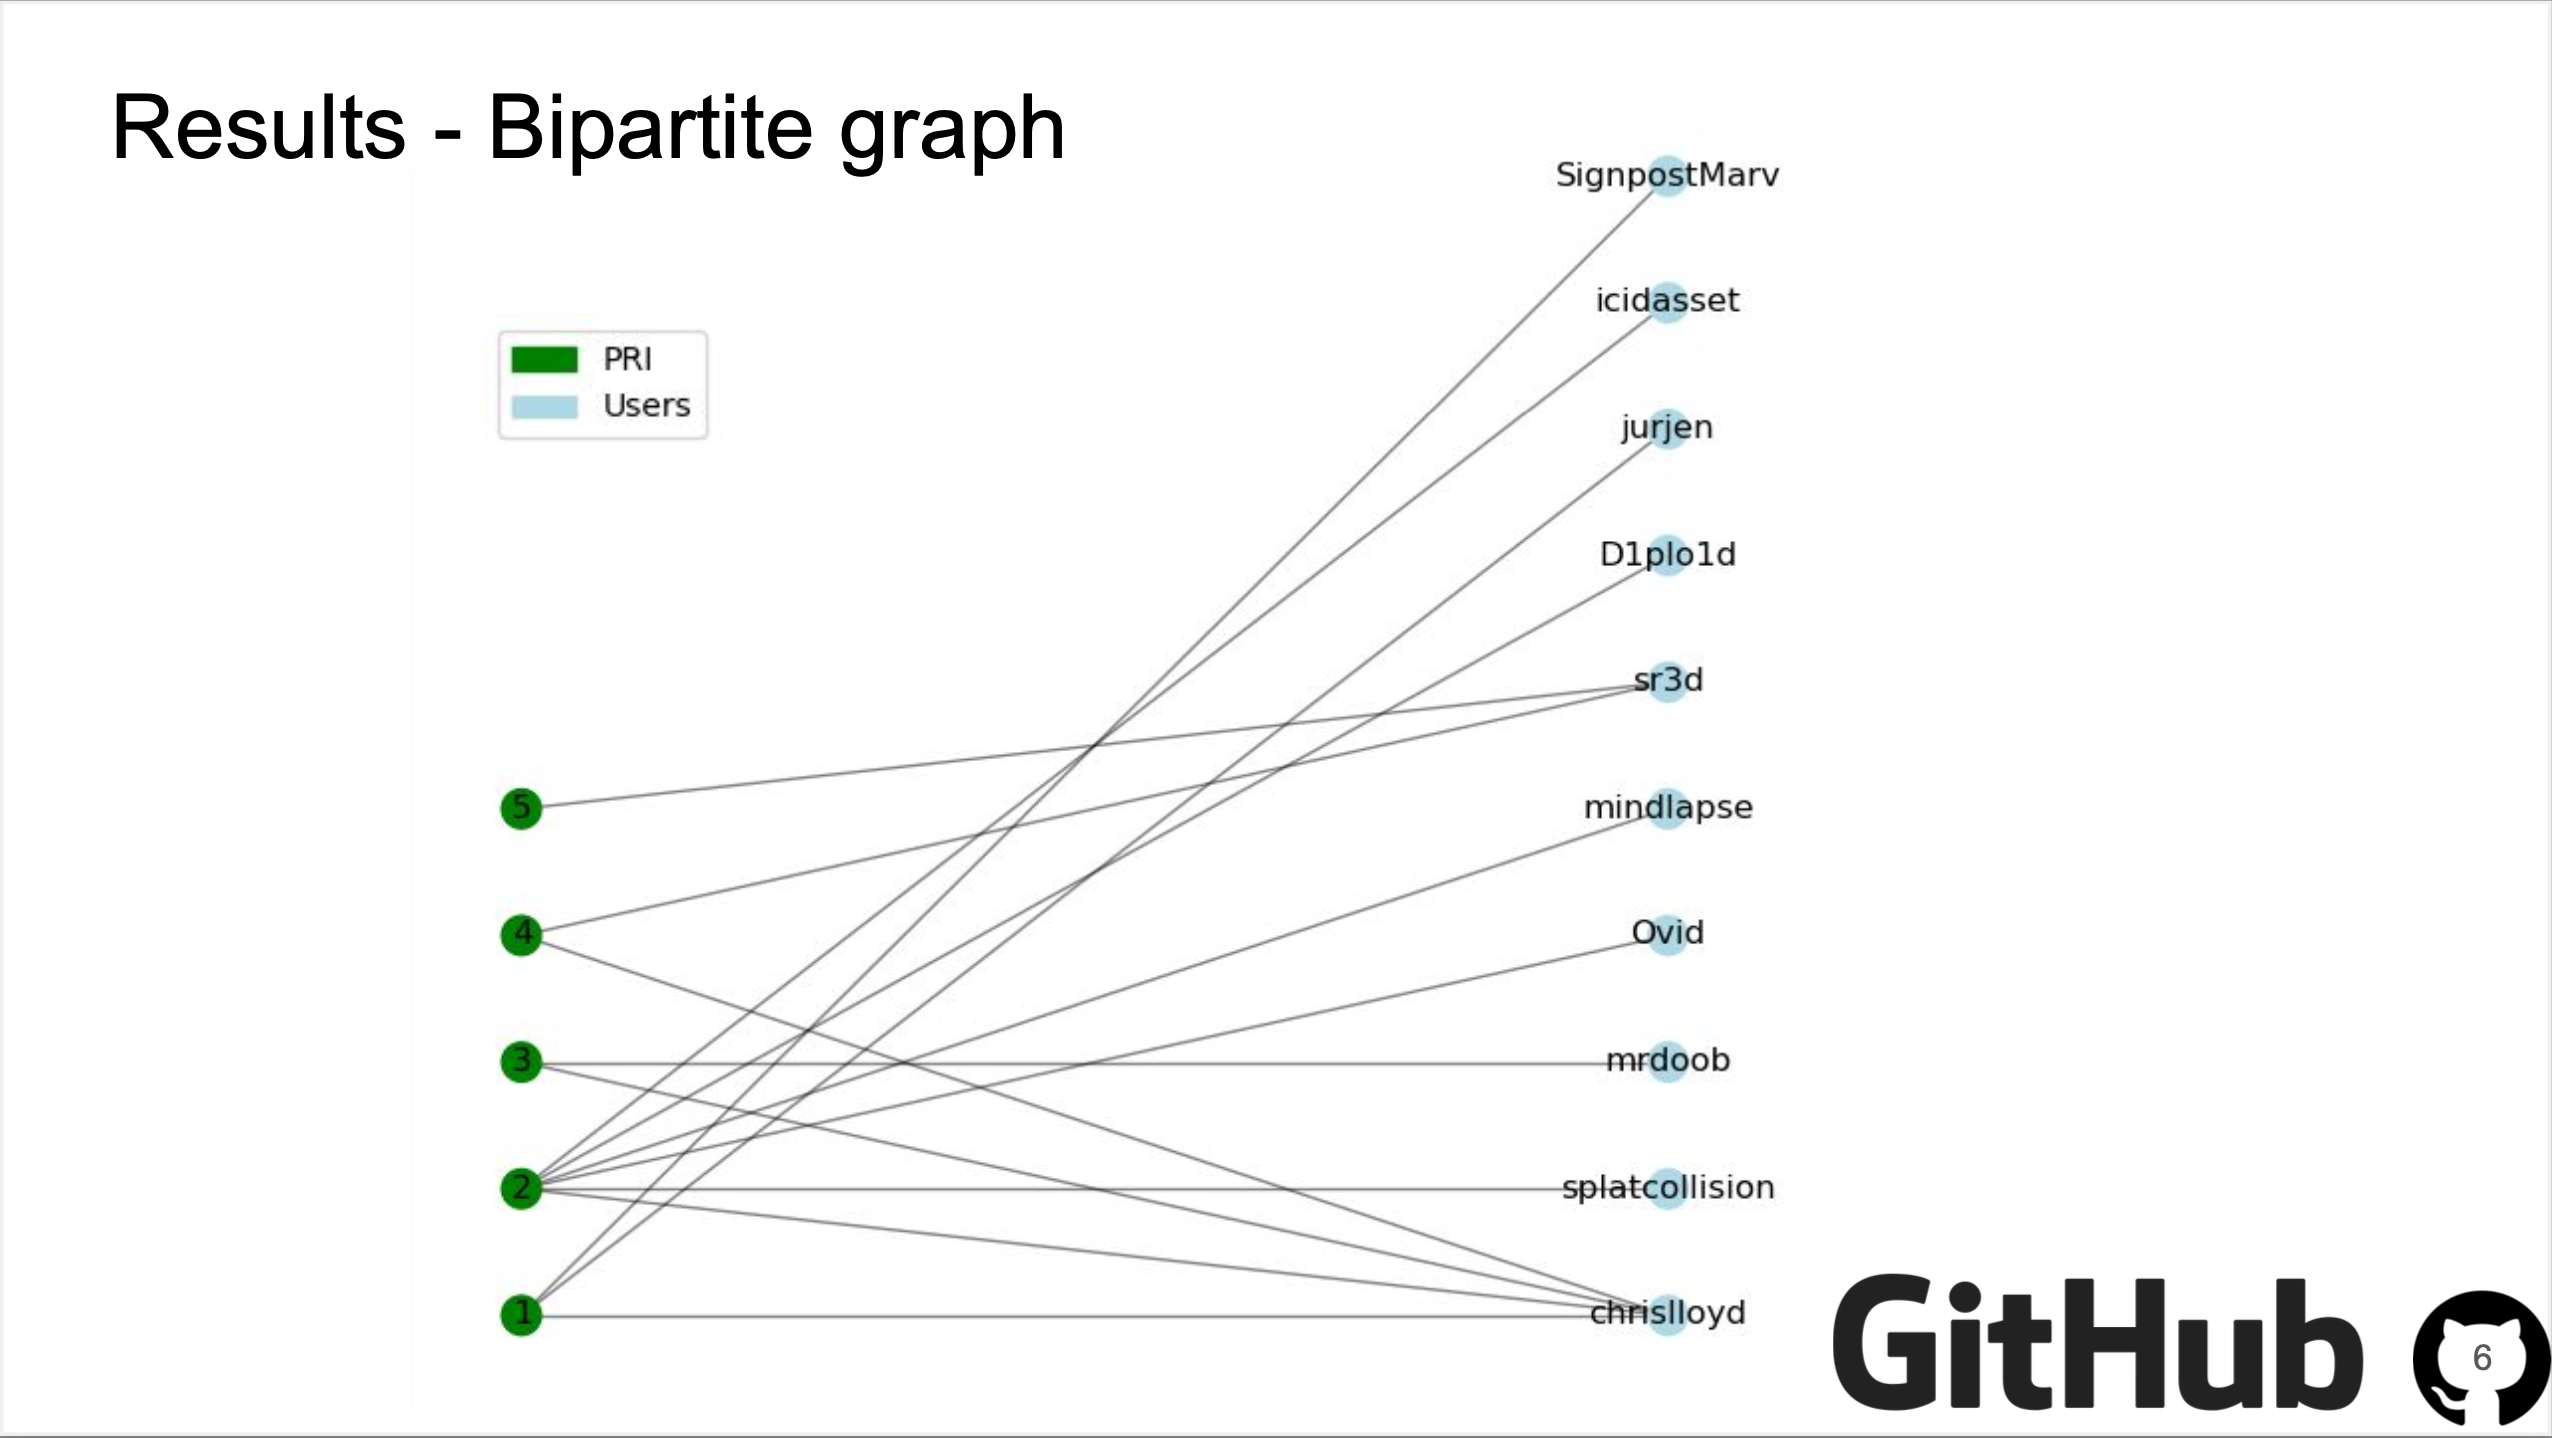 Results - Bipartite graph
PRI
Users
SignpostMarv
icidasset
jurjen
D1plo1d
sr3d
5
mindlapse
4
Ovid
3
mrdoob
2
splatcollision
1
chrislloyd
GitHub
6